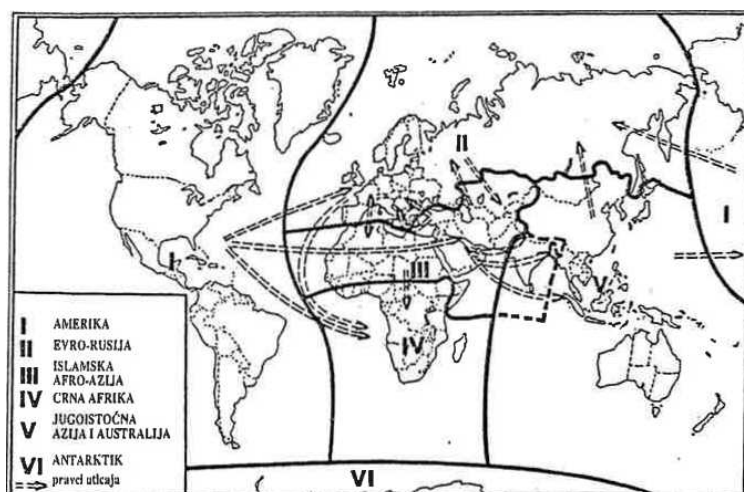 II
I
I
III
V
IV
I AMERIKA
II EVRO-RUSIJA
III ISLAMSKA
AFRO-AZIJA
IV CRNA AFRIKA
V JUGOISTOČNA
AZIJA I AUSTRALIJA
VI ANTARKTIK
pravci uticaja
VI